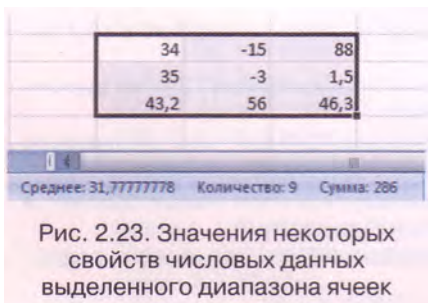 34 -15 88
35 -3 1,5
43,2 56 46,3
Среднее: 31,77777778 Количество: 9 Сумма: 286
Рис. 2.23. Значения некоторых
свойств числовых данных
выделенного диапазона ячеек